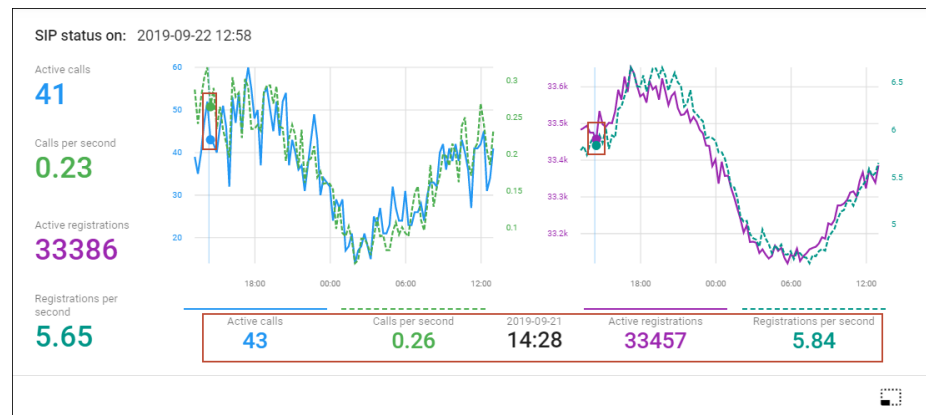 SIP status on: 2019-09-22 12:58
Active calls
41
Calls per second
0.23
Active registrations
33386
Registrations per
second
5.65
60
50
40
30
20
0.3
0.25
0.2
0.15
0.1
18:00 00:00 06:00 12:00
33.6k
33.5k
33.4k
33.3k
33.2k
6.5
6
5.5
5
18:00 00:00 06:00 12:00
Active calls
43
Calls per second
0.26
2019-09-21
14:28
Active registrations
33457
Registrations per second
5.84